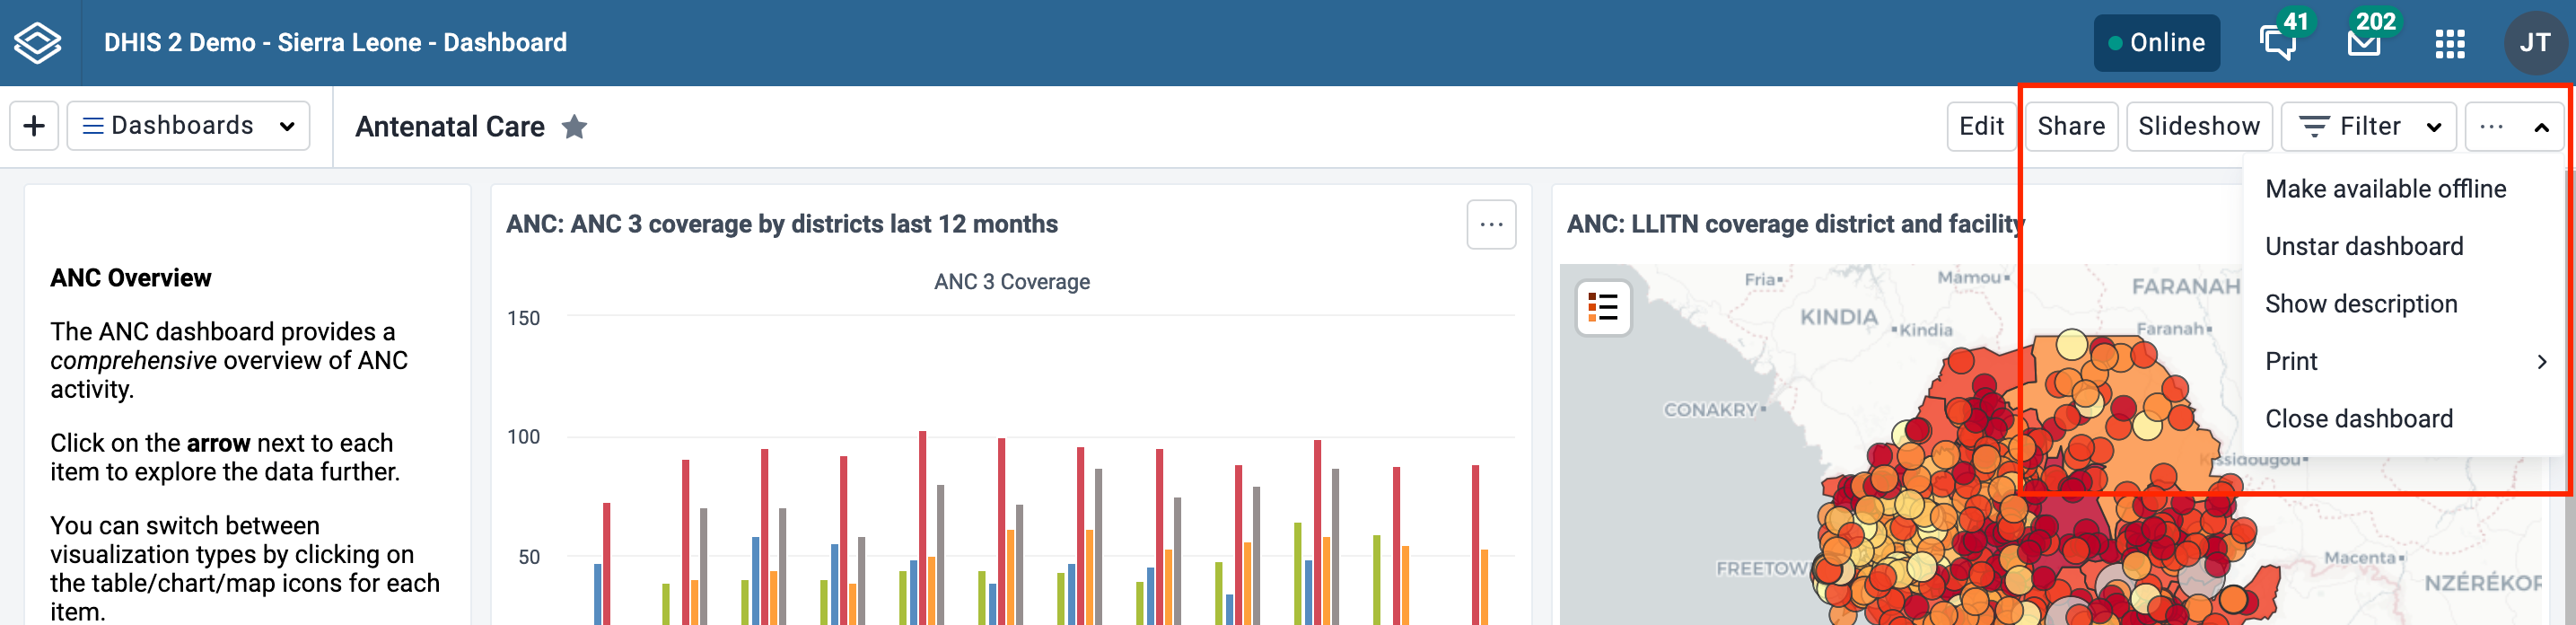 DHIS 2 Demo - Sierra Leone - Dashboard
Online
41
202
JT
+
Dashboards
Antenatal Care
Edit
Share
Slideshow
Filter
...
Make available offline
Unstar dashboard
Show description
Print
Close dashboard
ANC Overview
The ANC dashboard provides a
comprehensive overview of ANC
activity.
Click on the arrow next to each
item to explore the data further.
You can switch between
visualization types by clicking on
the table/chart/map icons for each
item.
ANC: ANC 3 coverage by districts last 12 months
...
ANC 3 Coverage
150
100
50
ANC: LLITN coverage district and facility
Fria
Mamou
FARANAH
KINDIA
Kindia
Faranah
CONAKRY
Kissidougou
FREETOW
Macenta
NZÉRÉKOR